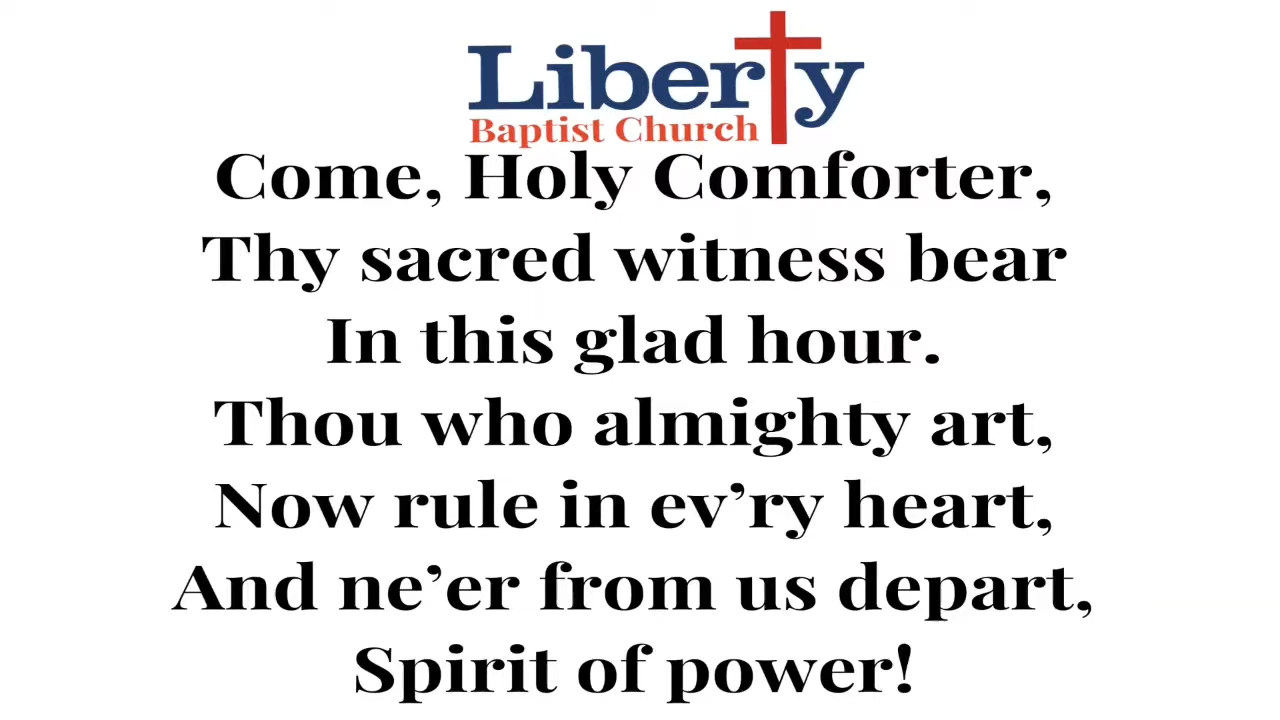 Liberty
Baptist Church
Come, Holy Comforter,
Thy sacred witness bear
In this glad hour.
Thou who almighty art,
Now rule in ev’ry heart,
And ne’er from us depart,
Spirit of power!